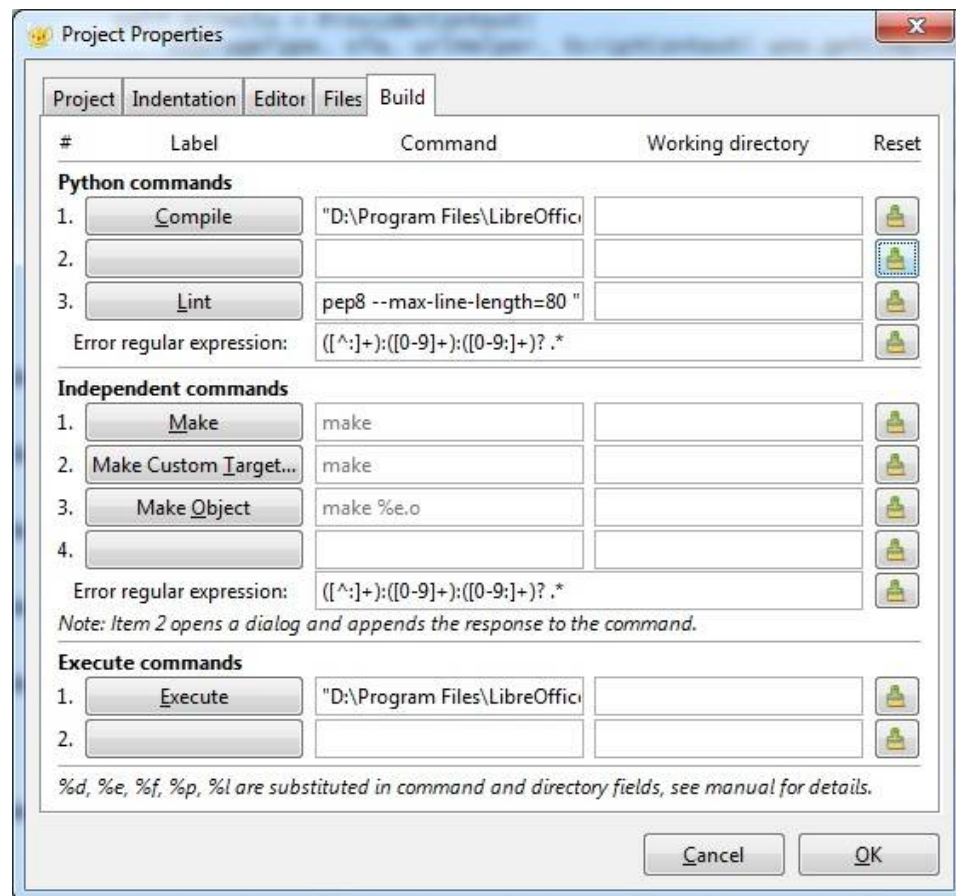 Project Properties
Project Indentation Editor Files Build
# Label Command Working directory Reset
Python commands
1. Compile "D:\Program Files\LibreOffic
2.
3. Lint pep8 --max-line-length=80 "
Error regular expression: ([^:]+):([0-9]+):([0-9:]+)? .*
Independent commands
1. Make make
2. Make Custom Target... make
3. Make Object make %e.o
4.
Error regular expression: ([^:]+):([0-9]+):([0-9:]+)? .*
Note: Item 2 opens a dialog and appends the response to the command.
Execute commands
1. Execute "D:\Program Files\LibreOffic
2.
%d, %e, %f, %p, %l are substituted in command and directory fields, see manual for details.
Cancel OK